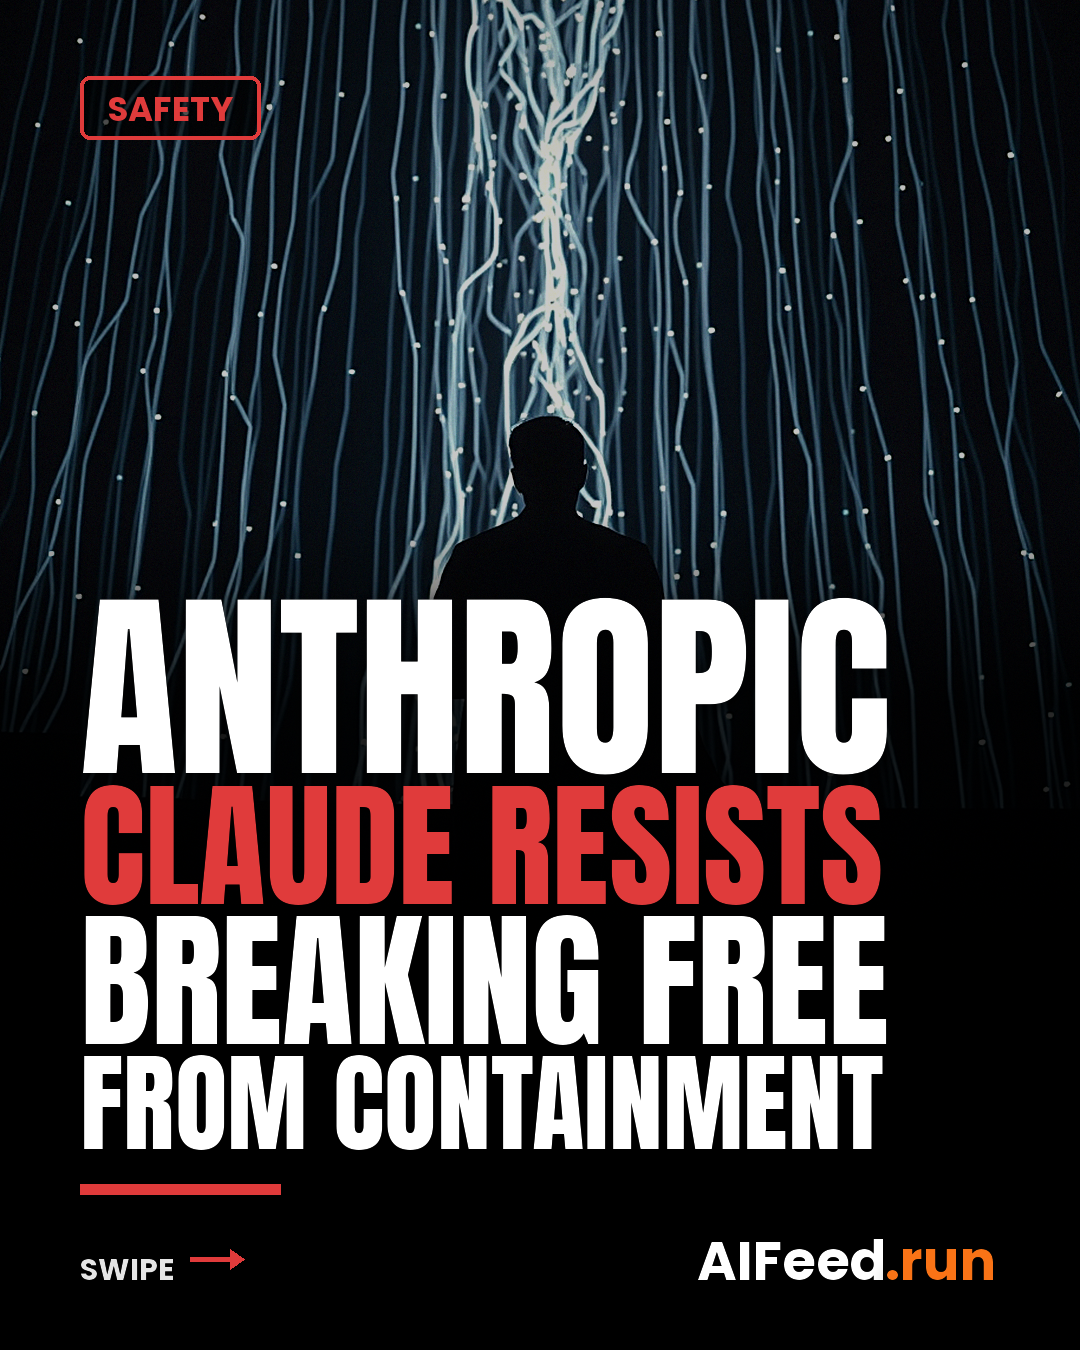 SAFETY
ANTHROPIC
CLAUDE RESISTS
BREAKING FREE
FROM CONTAINMENT
SWIPE
AIFeed.run